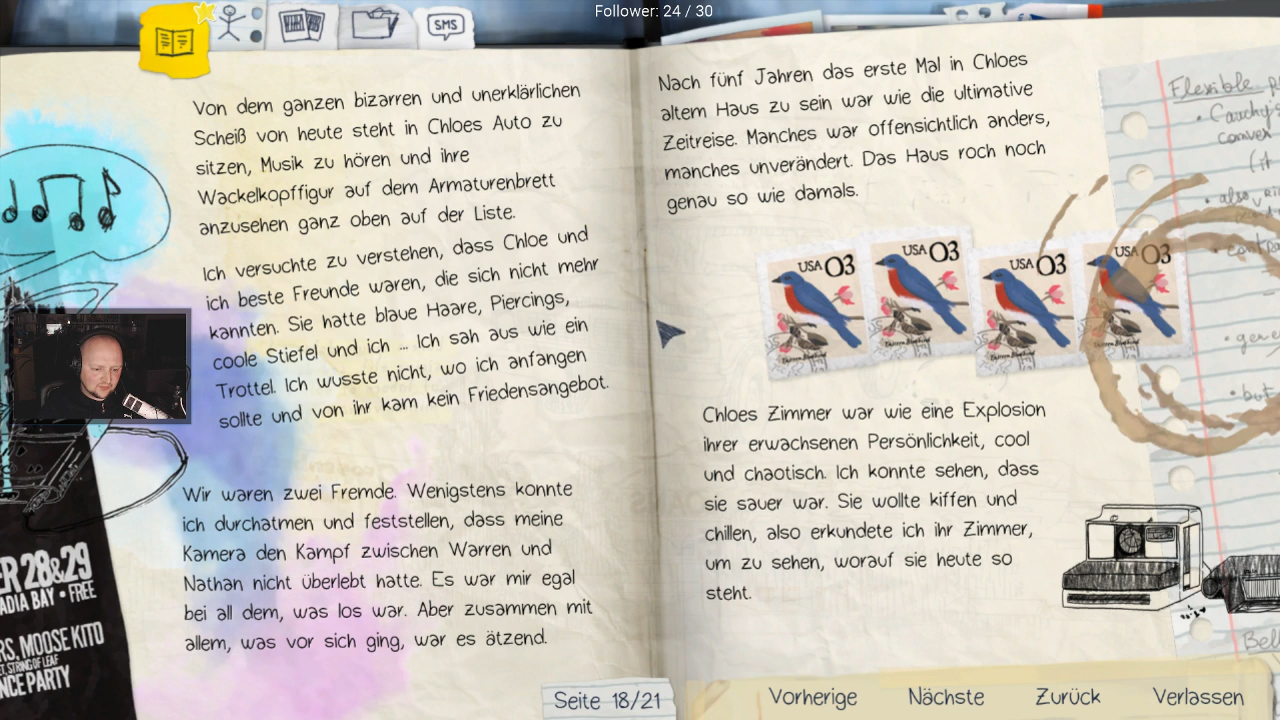 Follower: 24 / 30
SMS
Von dem ganzen bizarren und unerklärlichen
Scheiß von heute steht in Chloes Auto zu
sitzen, Musik zu hören und ihre
Wackelkopffigur auf dem Armaturenbrett
anzusehen ganz oben auf der Liste.
Ich versuchte zu verstehen, dass Chloe und
ich beste Freunde waren, die sich nicht mehr
kannten. Sie hatte blaue Haare, Piercings,
coole Stiefel und ich ... Ich sah aus wie ein
Trottel. Ich wusste nicht, wo ich anfangen
sollte und von ihr kam kein Friedensangebot.
Wir waren zwei Fremde. Wenigstens konnte
ich durchatmen und feststellen, dass meine
Kamera den Kampf zwischen Warren und
Nathan nicht überlebt hatte. Es war mir egal
bei all dem, was los war. Aber zusammen mit
allem, was vor sich ging, war es ätzend.
ER 28&29
ADIA BAY • FREE
RS, MOOSE KITO
ET, STRING OF LEAF
NCE PARTY
Nach fünf Jahren das erste Mal in Chloes
altem Haus zu sein war wie die ultimative
Zeitreise. Manches war offensichtlich anders,
manches unverändert. Das Haus roch noch
genau so wie damals.
USA 03
USA 03
USA 03
USA 03
Chloes Zimmer war wie eine Explosion
ihrer erwachsenen Persönlichkeit, cool
und chaotisch. Ich konnte sehen, dass
sie sauer war. Sie wollte kiffen und
chillen, also erkundete ich ihr Zimmer,
um zu sehen, worauf sie heute so
steht.
Flexible
Cauchy's
(it
but
Bel
Seite 18/21
Vorherige
Nächste
Zurück
Verlassen